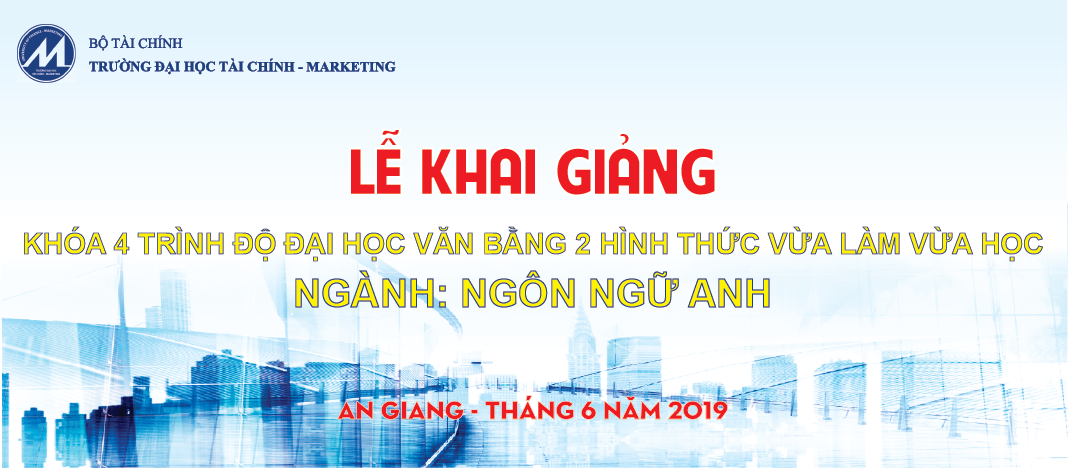 BỘ TÀI CHÍNH
TRƯỜNG ĐẠI HỌC TÀI CHÍNH - MARKETING
LỄ KHAI GIẢNG
KHÓA 4 TRÌNH ĐỘ ĐẠI HỌC VĂN BẰNG 2 HÌNH THỨC VỪA LÀM VỪA HỌC
NGÀNH: NGÔN NGỮ ANH
AN GIANG - THÁNG 6 NĂM 2019